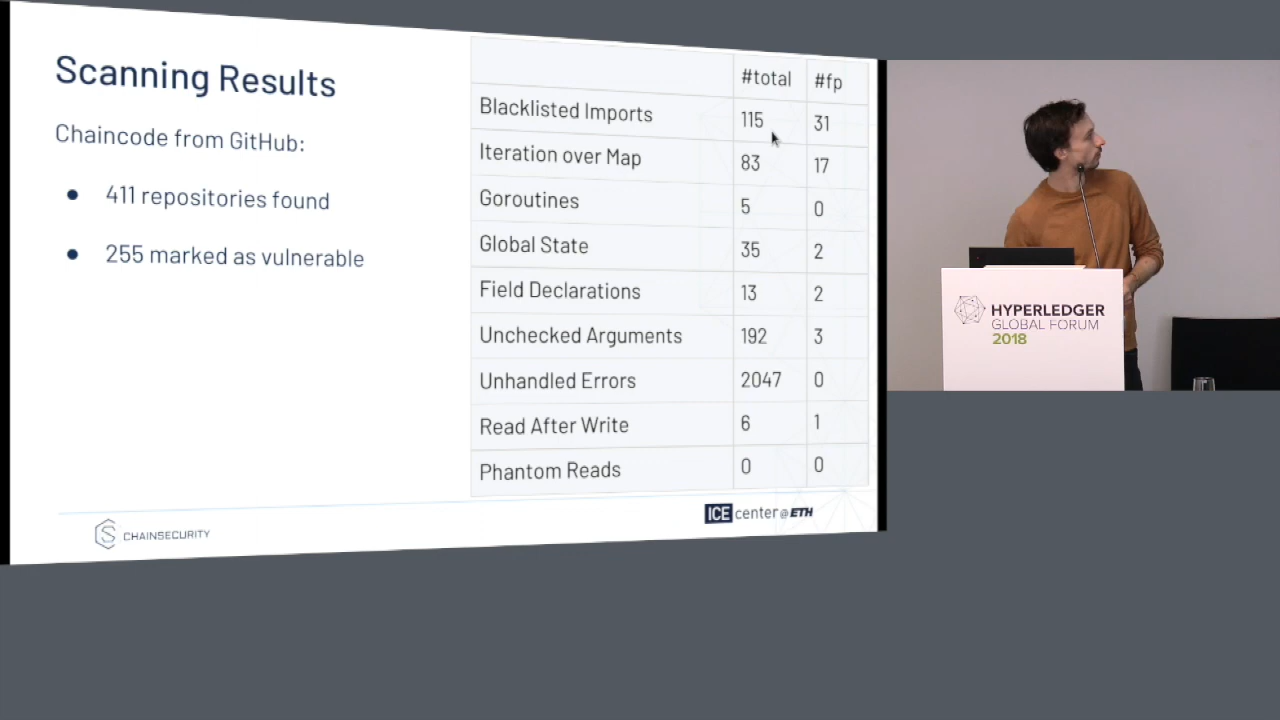 Scanning Results
Chaincode from GitHub:
411 repositories found
255 marked as vulnerable
#total #fp
Blacklisted Imports 115 31
Iteration over Map 83 17
Goroutines 5 0
Global State 35 2
Field Declarations 13 2
Unchecked Arguments 192 3
Unhandled Errors 2047 0
Read After Write 6 1
Phantom Reads 0 0
CHAINSECURITY
ICE center@ETH
HYPERLEDGER
GLOBAL FORUM
2018